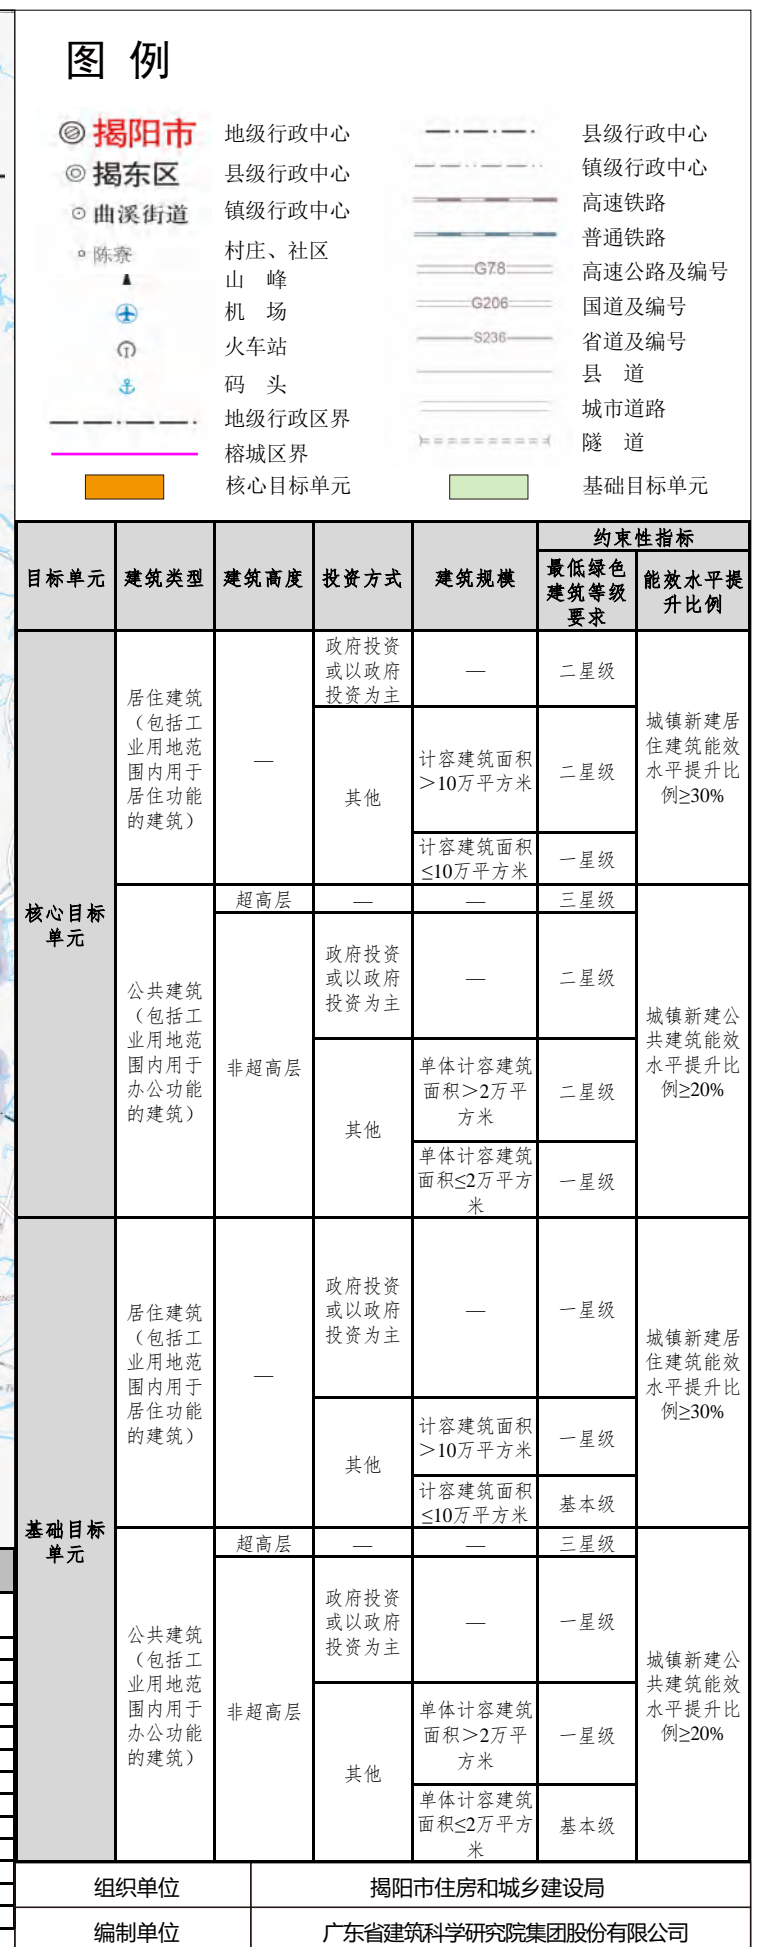 图 例
揭阳市 地级行政中心
揭东区 县级行政中心
曲溪街道 镇级行政中心
陈寮 村庄、社区
山 峰
机 场
火车站
码 头
地级行政区界
榕城区界
核心目标单元
县级行政中心
镇级行政中心
高速铁路
普通铁路
G78 高速公路及编号
G206 国道及编号
S236 省道及编号
县 道
城市道路
隧 道
基础目标单元
目标单元
建筑类型
建筑高度
投资方式
建筑规模
约束性指标
最低绿色
建筑等级
要求
能效水平提
升比例
核心目标
单元
居住建筑
（包括工
业用地范
围内用于
居住功能
的建筑）
—
政府投资
或以政府
投资为主
—
二星级
其他
计容建筑面积
＞10万平方米
二星级
计容建筑面积
≤10万平方米
一星级
城镇新建居
住建筑能效
水平提升比
例≥30%
公共建筑
（包括工
业用地范
围内用于
办公功能
的建筑）
超高层
—
—
三星级
非超高层
政府投资
或以政府
投资为主
—
二星级
其他
单体计容建筑
面积＞2万平
方米
二星级
单体计容建筑
面积≤2万平方
米
一星级
城镇新建公
共建筑能效
水平提升比
例≥20%
基础目标
单元
居住建筑
（包括工
业用地范
围内用于
居住功能
的建筑）
—
政府投资
或以政府
投资为主
—
一星级
其他
计容建筑面积
＞10万平方米
一星级
计容建筑面积
≤10万平方米
基本级
城镇新建居
住建筑能效
水平提升比
例≥30%
公共建筑
（包括工
业用地范
围内用于
办公功能
的建筑）
超高层
—
—
三星级
非超高层
政府投资
或以政府
投资为主
—
一星级
其他
单体计容建筑
面积＞2万平
方米
一星级
单体计容建筑
面积≤2万平方
米
基本级
城镇新建公
共建筑能效
水平提升比
例≥20%
组织单位 揭阳市住房和城乡建设局
编制单位 广东省建筑科学研究院集团股份有限公司